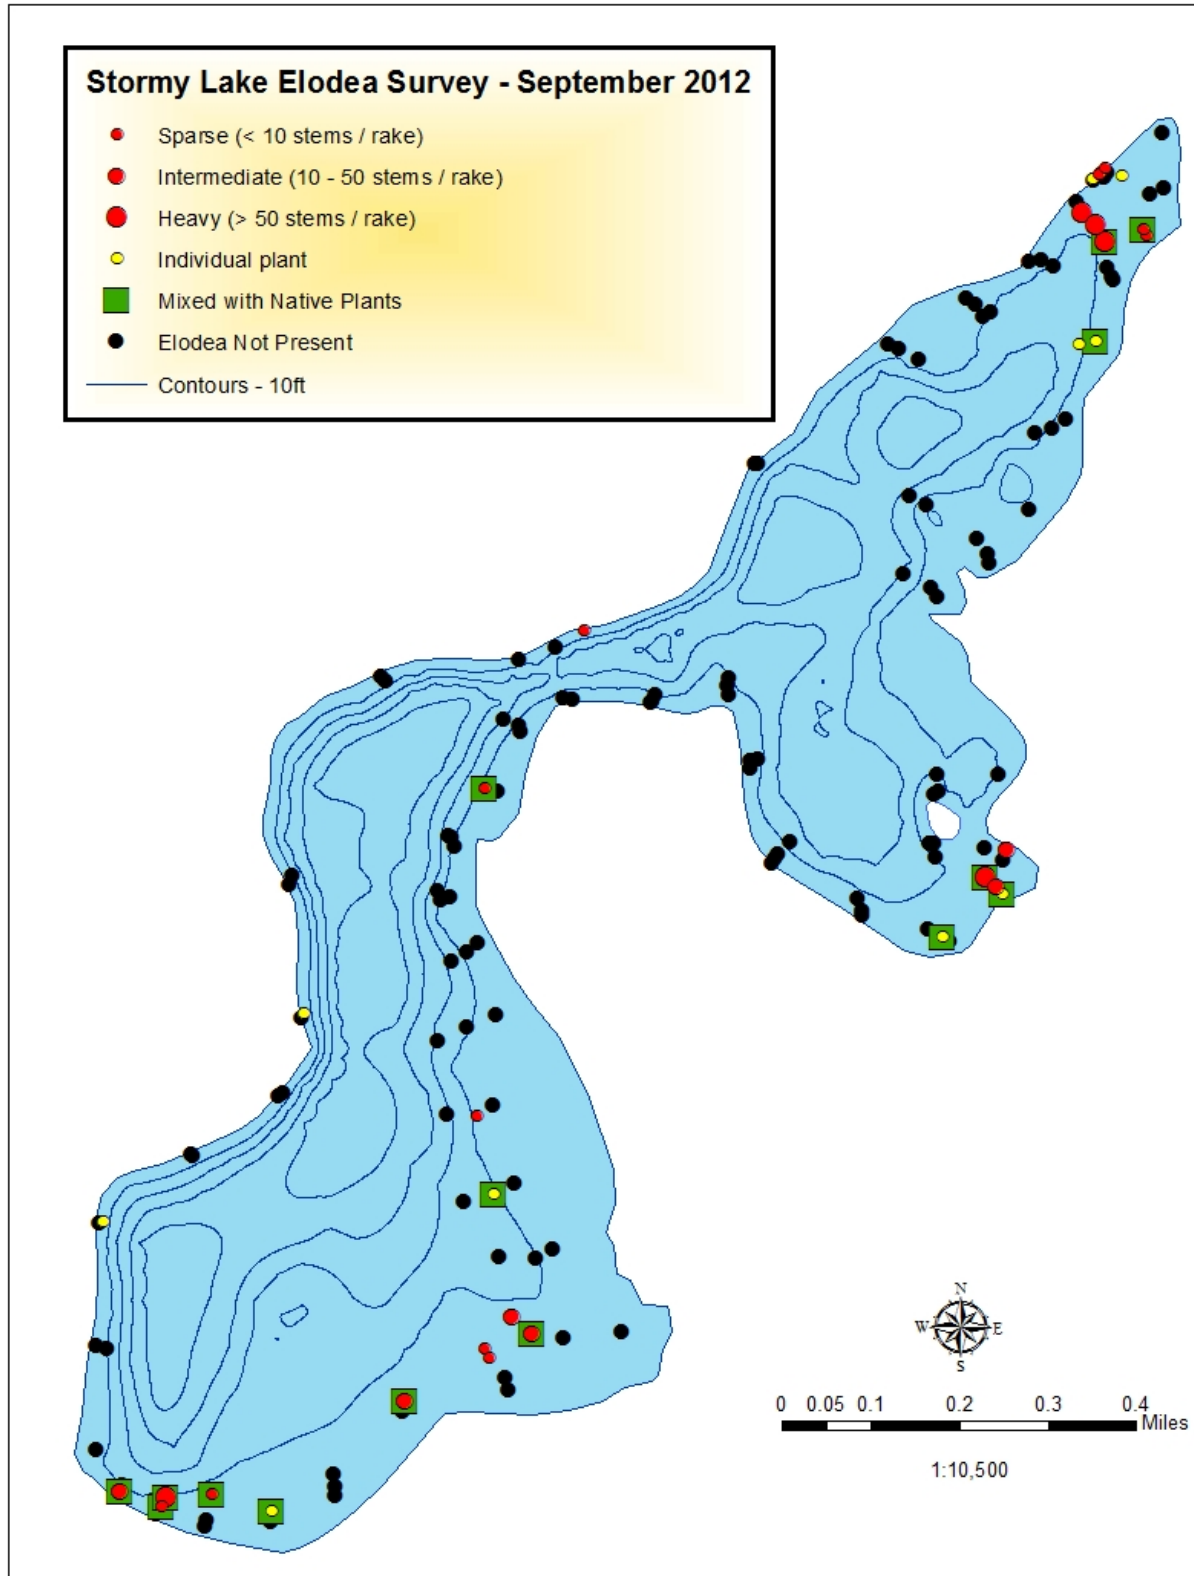 Stormy Lake Elodea Survey - September 2012
Sparse (< 10 stems / rake)
Intermediate (10 - 50 stems / rake)
Heavy (> 50 stems / rake)
Individual plant
Mixed with Native Plants
Elodea Not Present
Contours - 10ft
N
W E
S
0 0.05 0.1 0.2 0.3 0.4
Miles
1:10,500